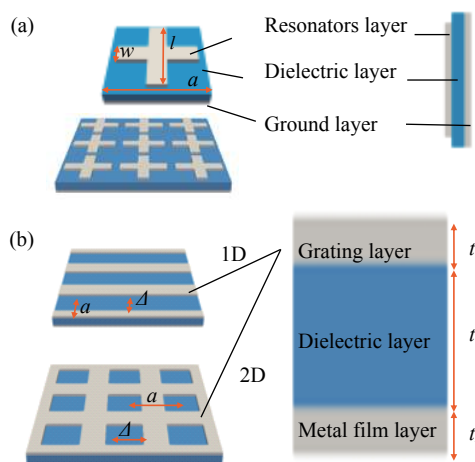 (a)
w
l
a
Resonators layer
Dielectric layer
Ground layer
(b)
1D
a
Δ
2D
a
Δ
Grating layer
t
Dielectric layer
t
Metal film layer
t